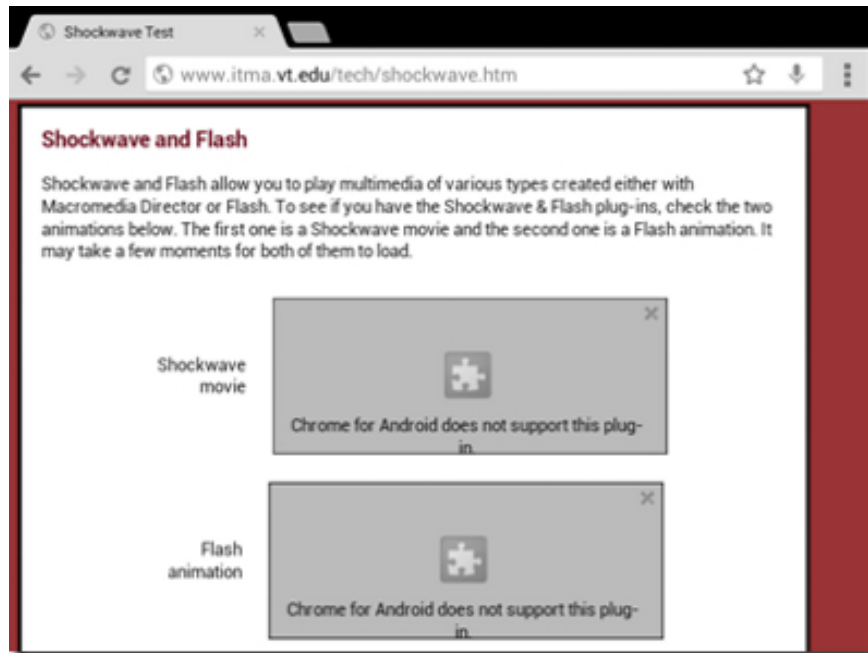 Shockwave Test
www.itma.vt.edu/tech/shockwave.htm
Shockwave and Flash
Shockwave and Flash allow you to play multimedia of various types created either with
Macromedia Director or Flash. To see if you have the Shockwave & Flash plug-ins, check the two
animations below. The first one is a Shockwave movie and the second one is a Flash animation. It
may take a few moments for both of them to load.
Shockwave
movie
Chrome for Android does not support this plug-
in.
Flash
animation
Chrome for Android does not support this plug-
in.